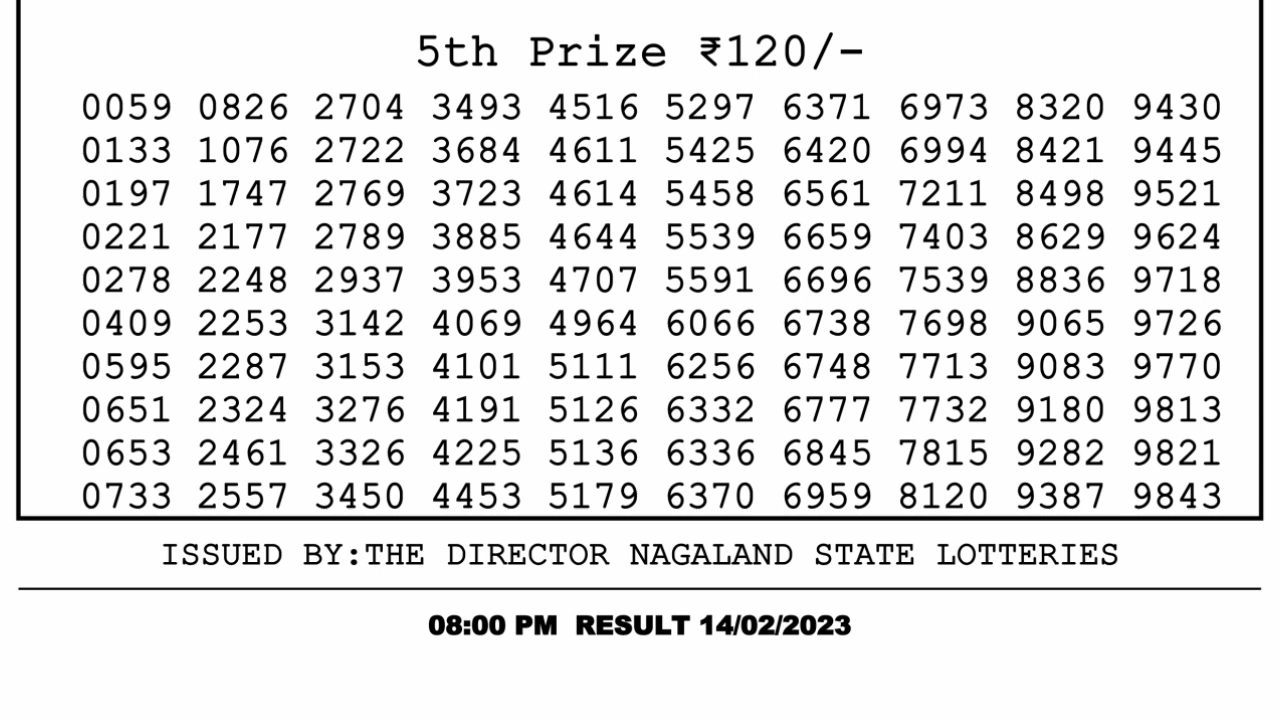 5th Prize ₹120/-
0059 0826 2704 3493 4516 5297 6371 6973 8320 9430
0133 1076 2722 3684 4611 5425 6420 6994 8421 9445
0197 1747 2769 3723 4614 5458 6561 7211 8498 9521
0221 2177 2789 3885 4644 5539 6659 7403 8629 9624
0278 2248 2937 3953 4707 5591 6696 7539 8836 9718
0409 2253 3142 4069 4964 6066 6738 7698 9065 9726
0595 2287 3153 4101 5111 6256 6748 7713 9083 9770
0651 2324 3276 4191 5126 6332 6777 7732 9180 9813
0653 2461 3326 4225 5136 6336 6845 7815 9282 9821
0733 2557 3450 4453 5179 6370 6959 8120 9387 9843
ISSUED BY:THE DIRECTOR NAGALAND STATE LOTTERIES
08:00 PM RESULT 14/02/2023